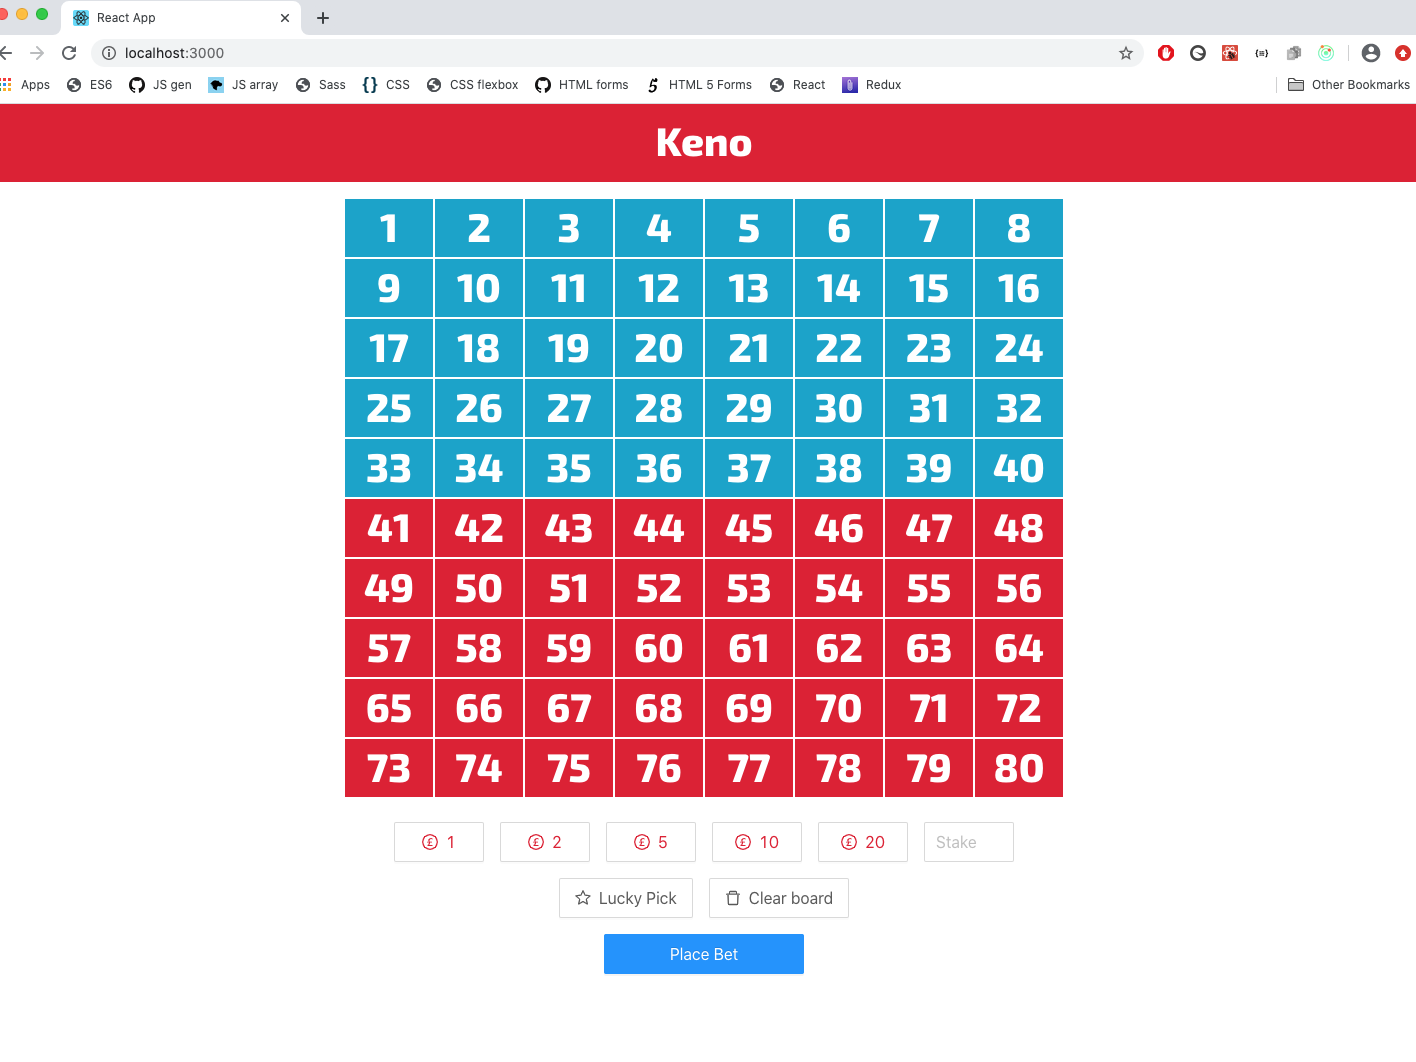 React App
localhost:3000
Apps ES6 JS gen JS array Sass CSS CSS flexbox HTML forms HTML 5 Forms React Redux Other Bookmarks
Keno
1 2 3 4 5 6 7 8
9 10 11 12 13 14 15 16
17 18 19 20 21 22 23 24
25 26 27 28 29 30 31 32
33 34 35 36 37 38 39 40
41 42 43 44 45 46 47 48
49 50 51 52 53 54 55 56
57 58 59 60 61 62 63 64
65 66 67 68 69 70 71 72
73 74 75 76 77 78 79 80
£ 1 £ 2 £ 5 £ 10 £ 20 Stake
Lucky Pick Clear board
Place Bet